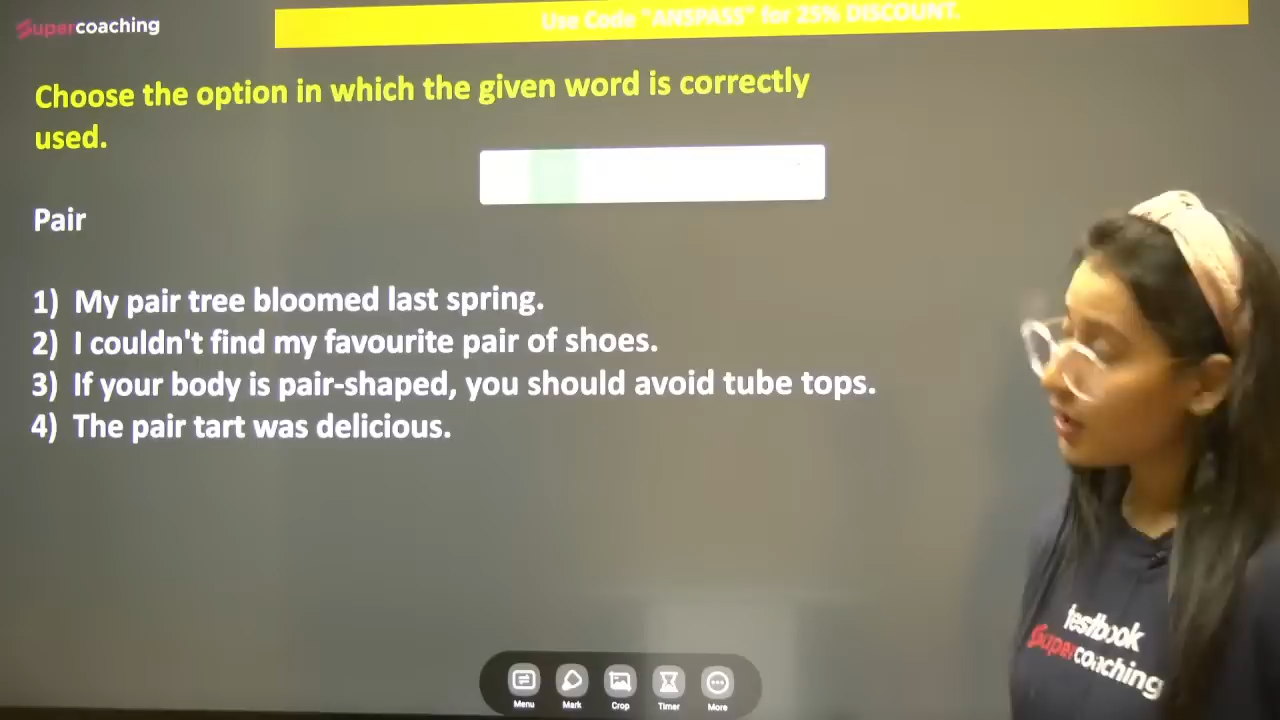 Supercoaching
Use Code "ANSPASS" for 25% DISCOUNT.
Choose the option in which the given word is correctly
used.
Pair
1) My pair tree bloomed last spring.
2) I couldn't find my favourite pair of shoes.
3) If your body is pair-shaped, you should avoid tube tops.
4) The pair tart was delicious.
testbook
Supercoaching
Menu
Mark
Crop
Timer
More